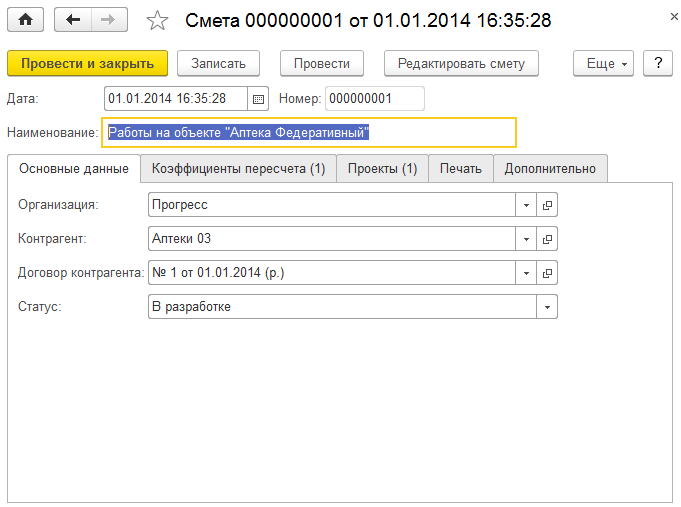 Смета 000000001 от 01.01.2014 16:35:28
Провести и закрыть Записать Провести Редактировать смету Еще ?
Дата: 01.01.2014 16:35:28 Номер: 000000001
Наименование: Работы на объекте "Аптека Федеративный"
Основные данные Коэффициенты пересчета (1) Проекты (1) Печать Дополнительно
Организация: Прогресс
Контрагент: Аптеки 03
Договор контрагента: № 1 от 01.01.2014 (р.)
Статус: В разработке